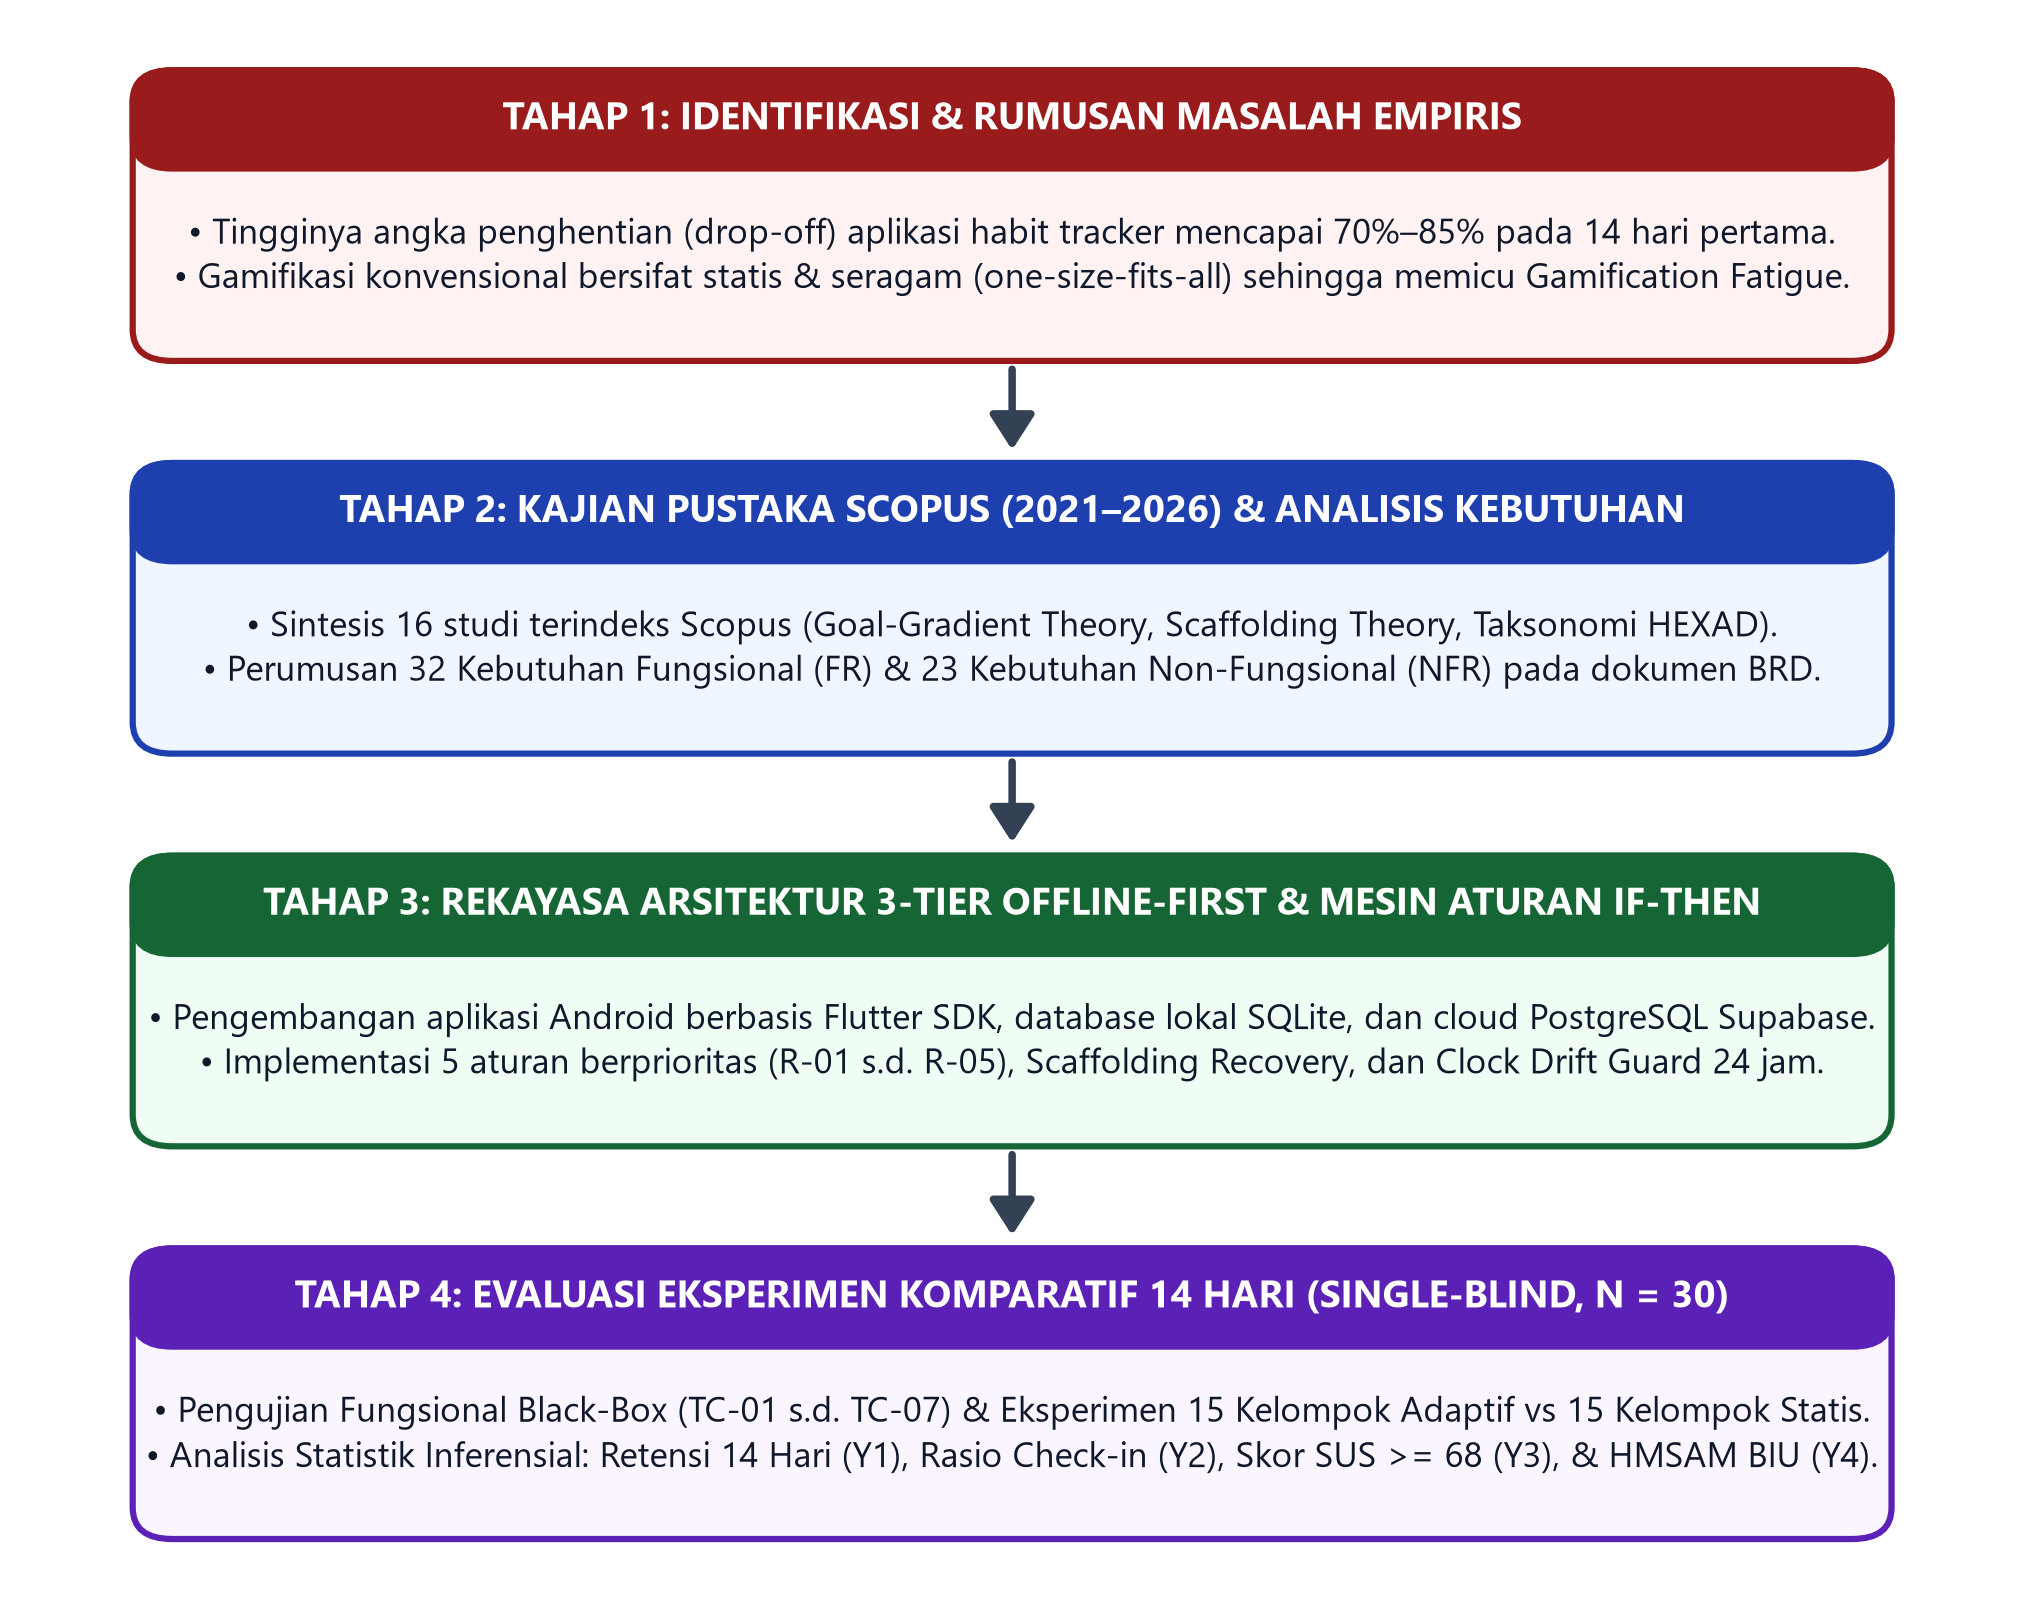 TAHAP 1: IDENTIFIKASI & RUMUSAN MASALAH EMPIRIS
• Tingginya angka penghentian (drop-off) aplikasi habit tracker mencapai 70%–85% pada 14 hari pertama.
• Gamifikasi konvensional bersifat statis & seragam (one-size-fits-all) sehingga memicu Gamification Fatigue.
TAHAP 2: KAJIAN PUSTAKA SCOPUS (2021–2026) & ANALISIS KEBUTUHAN
• Sintesis 16 studi terindeks Scopus (Goal-Gradient Theory, Scaffolding Theory, Taksonomi HEXAD).
• Perumusan 32 Kebutuhan Fungsional (FR) & 23 Kebutuhan Non-Fungsional (NFR) pada dokumen BRD.
TAHAP 3: REKAYASA ARSITEKTUR 3-TIER OFFLINE-FIRST & MESIN ATURAN IF-THEN
• Pengembangan aplikasi Android berbasis Flutter SDK, database lokal SQLite, dan cloud PostgreSQL Supabase.
• Implementasi 5 aturan berprioritas (R-01 s.d. R-05), Scaffolding Recovery, dan Clock Drift Guard 24 jam.
TAHAP 4: EVALUASI EKSPERIMEN KOMPARATIF 14 HARI (SINGLE-BLIND, N = 30)
• Pengujian Fungsional Black-Box (TC-01 s.d. TC-07) & Eksperimen 15 Kelompok Adaptif vs 15 Kelompok Statis.
• Analisis Statistik Inferensial: Retensi 14 Hari (Y1), Rasio Check-in (Y2), Skor SUS >= 68 (Y3), & HMSAM BIU (Y4).